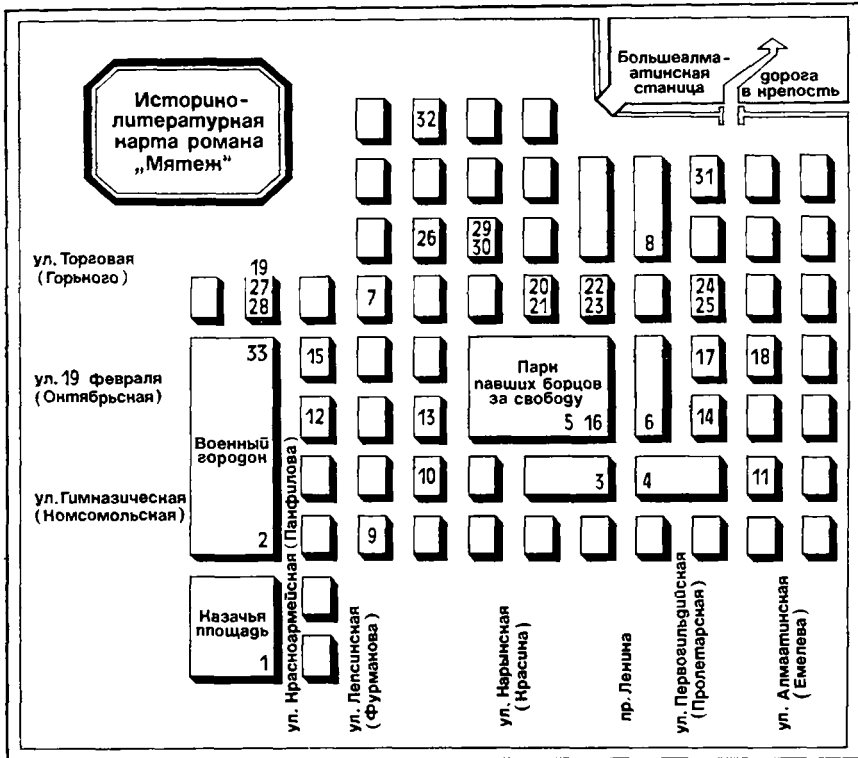 Историко-
литературная
карта романа
„Мятеж“
Большеалма-
атинская
станица
дорога
в крепость
32
31
26
29
30
8
ул. Торговая
(Горького)
19
27
28
7
20
21
22
23
24
25
33
15
Парк
павших борцов
за свободу
5 16
17
18
ул. 19 февраля
(Октябрьсная)
12
13
6
14
Военный
городок
ул. Гимназическая
(Комсомольская)
10
3
4
11
2
9
Казачья
площадь
1
ул. Красноармейская (Панфилова)
ул. Лепсинская
(Фурманова)
ул. Нарынская
(Красина)
пр. Ленина
ул. Первогильдийская
(Пролетарская)
ул. Алмаатинская
(Емелева)